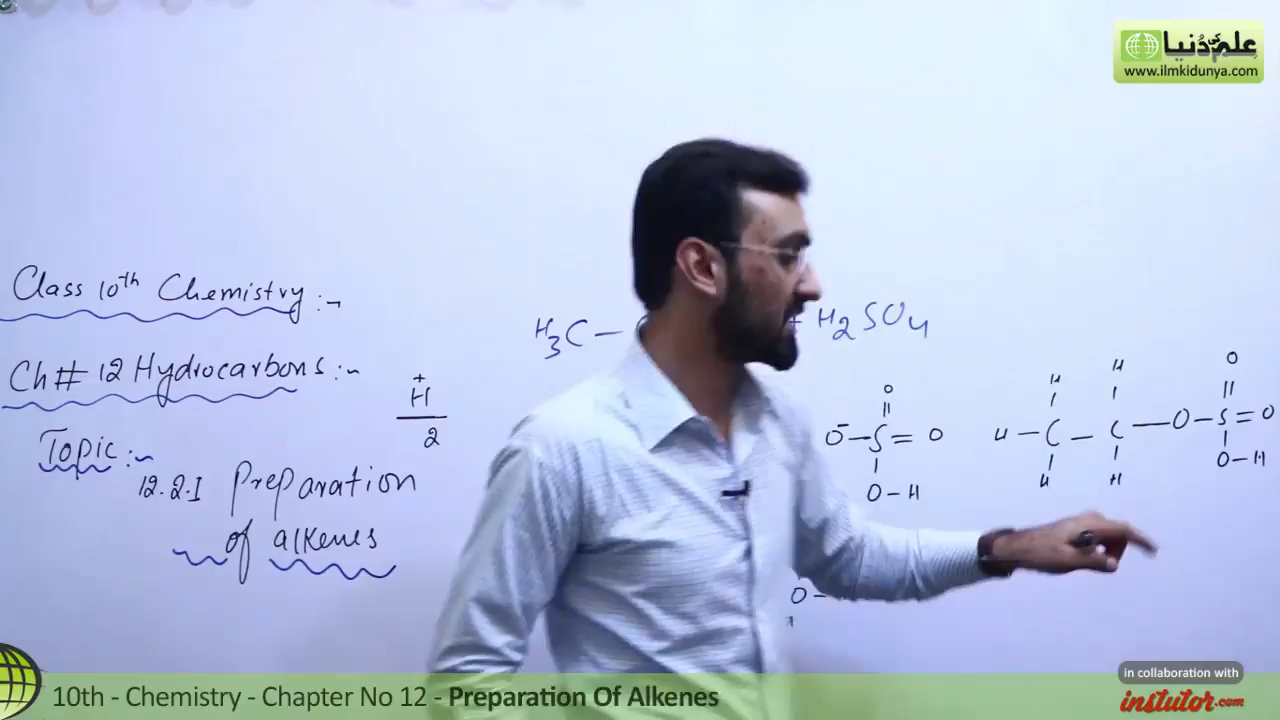 علم کی دنیا
www.ilmkidunya.com
Class 10th Chemistry :-
Ch# 12 Hydrocarbons :-
Topic :-
12.2.1 Preparation
of alkenes
H+
2
H3C –
+ H2SO4
O
O- – S = O
O – H
H H O
H – C – C – O – S = O
H H O – H
O –
10th - Chemistry - Chapter No 12 - Preparation Of Alkenes
in collaboration with
instutor.com